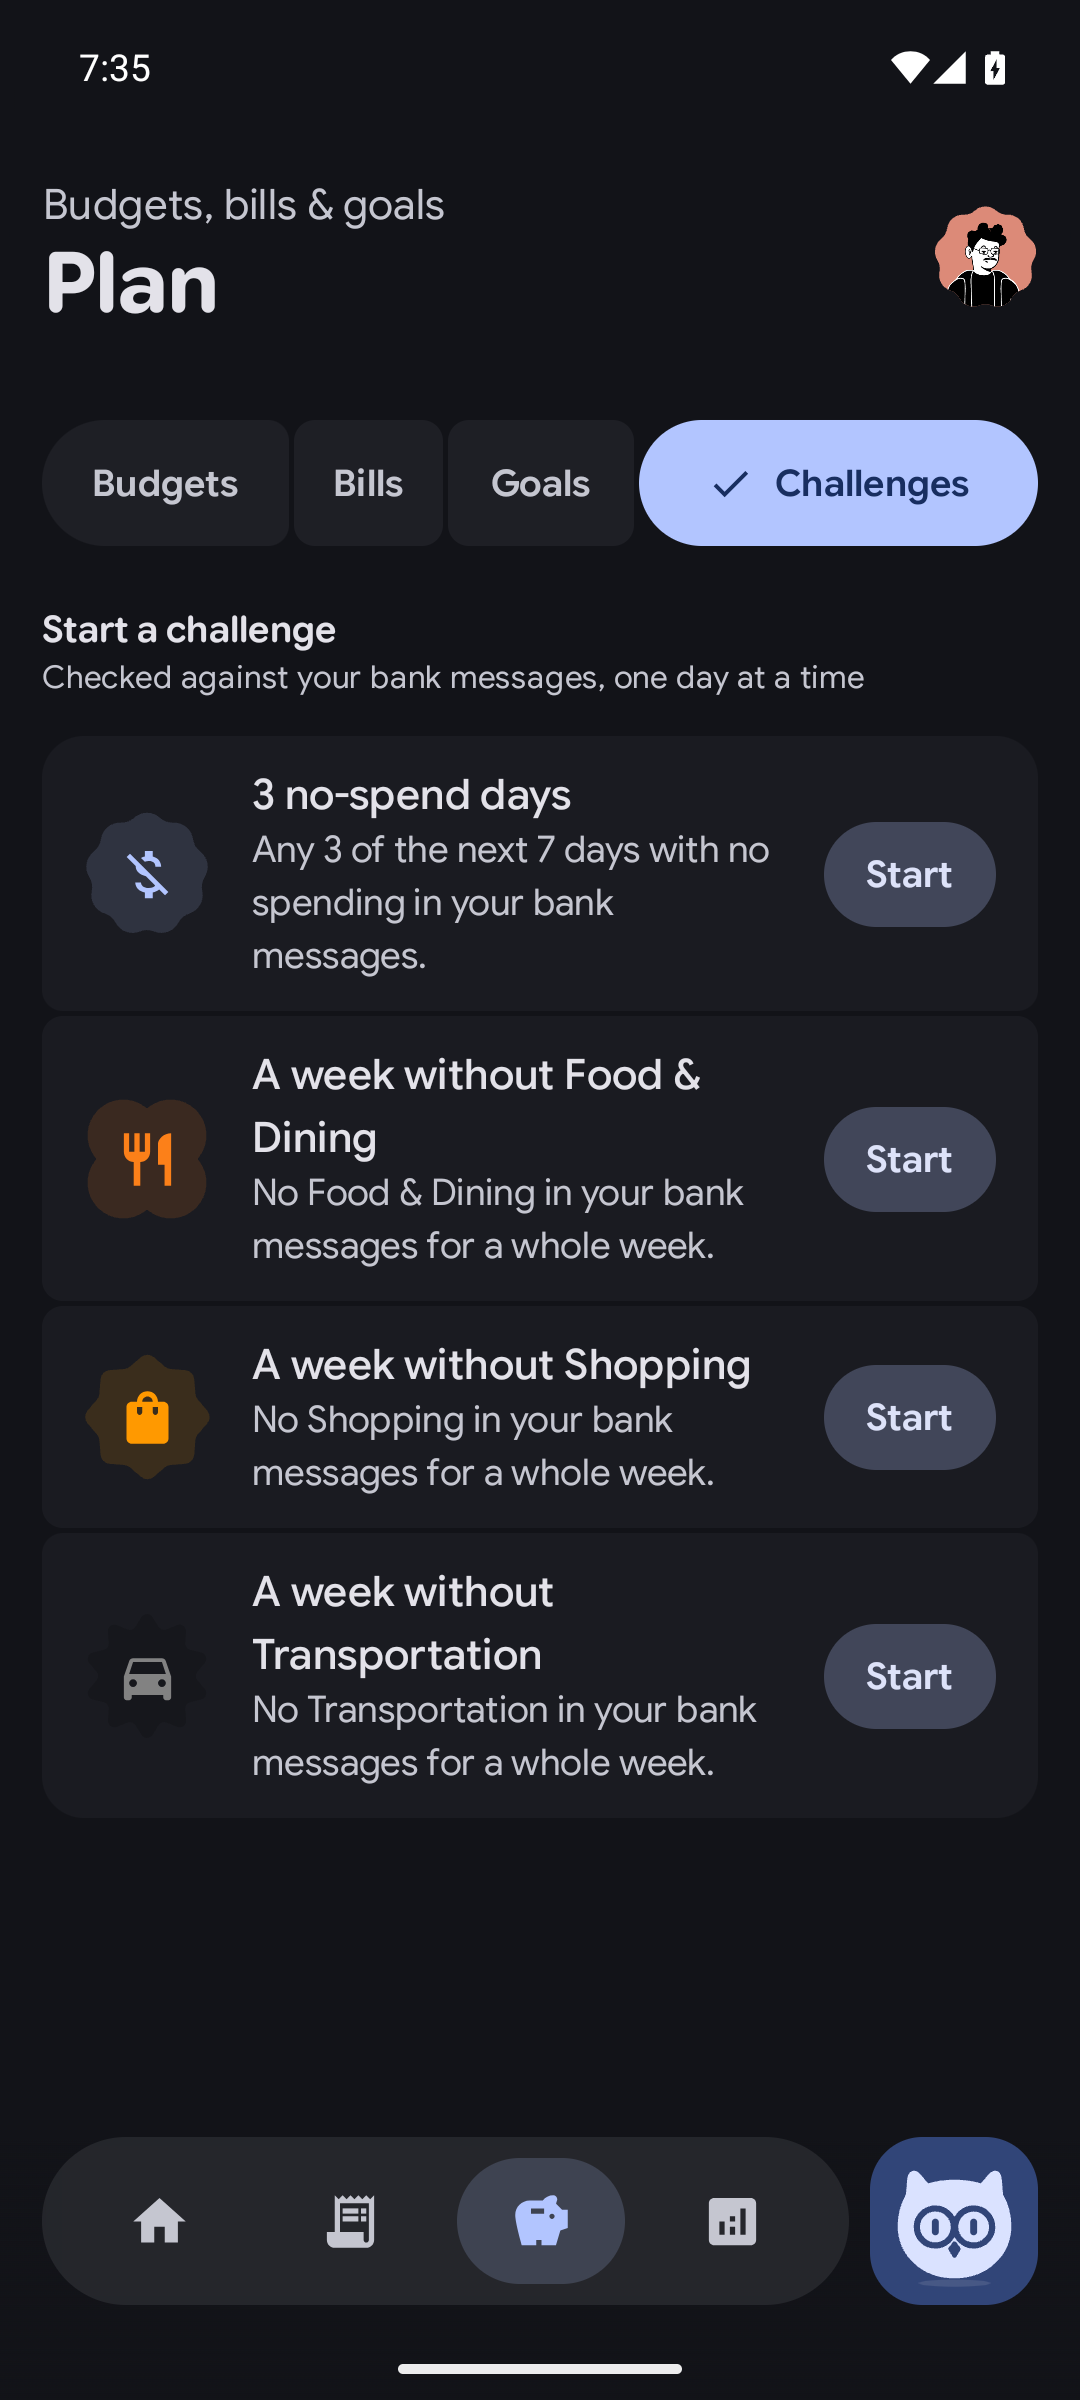 7:35
Budgets, bills & goals
Plan
Budgets
Bills
Goals
Challenges
Start a challenge
Checked against your bank messages, one day at a time
3 no-spend days
Any 3 of the next 7 days with no
spending in your bank
messages.
Start
A week without Food &
Dining
No Food & Dining in your bank
messages for a whole week.
Start
A week without Shopping
No Shopping in your bank
messages for a whole week.
Start
A week without
Transportation
No Transportation in your bank
messages for a whole week.
Start